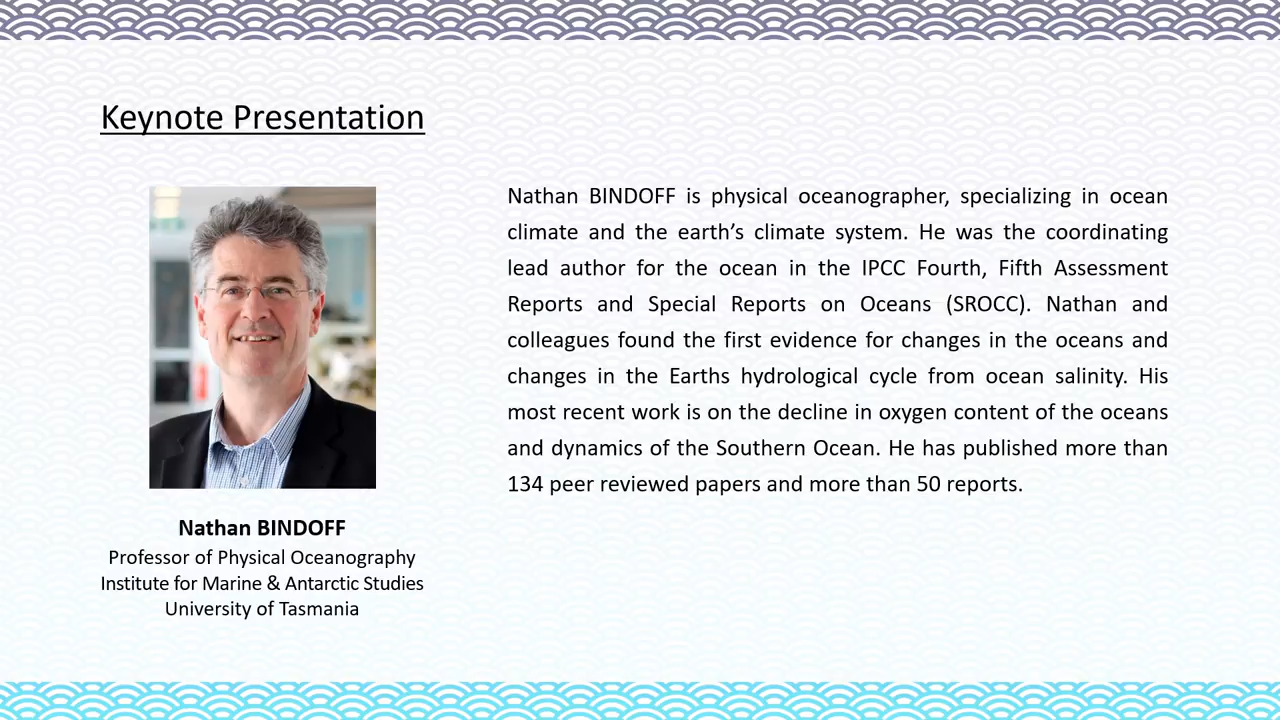 Keynote Presentation
Nathan BINDOFF is physical oceanographer, specializing in ocean
climate and the earth’s climate system. He was the coordinating
lead author for the ocean in the IPCC Fourth, Fifth Assessment
Reports and Special Reports on Oceans (SROCC). Nathan and
colleagues found the first evidence for changes in the oceans and
changes in the Earths hydrological cycle from ocean salinity. His
most recent work is on the decline in oxygen content of the oceans
and dynamics of the Southern Ocean. He has published more than
134 peer reviewed papers and more than 50 reports.
Nathan BINDOFF
Professor of Physical Oceanography
Institute for Marine & Antarctic Studies
University of Tasmania